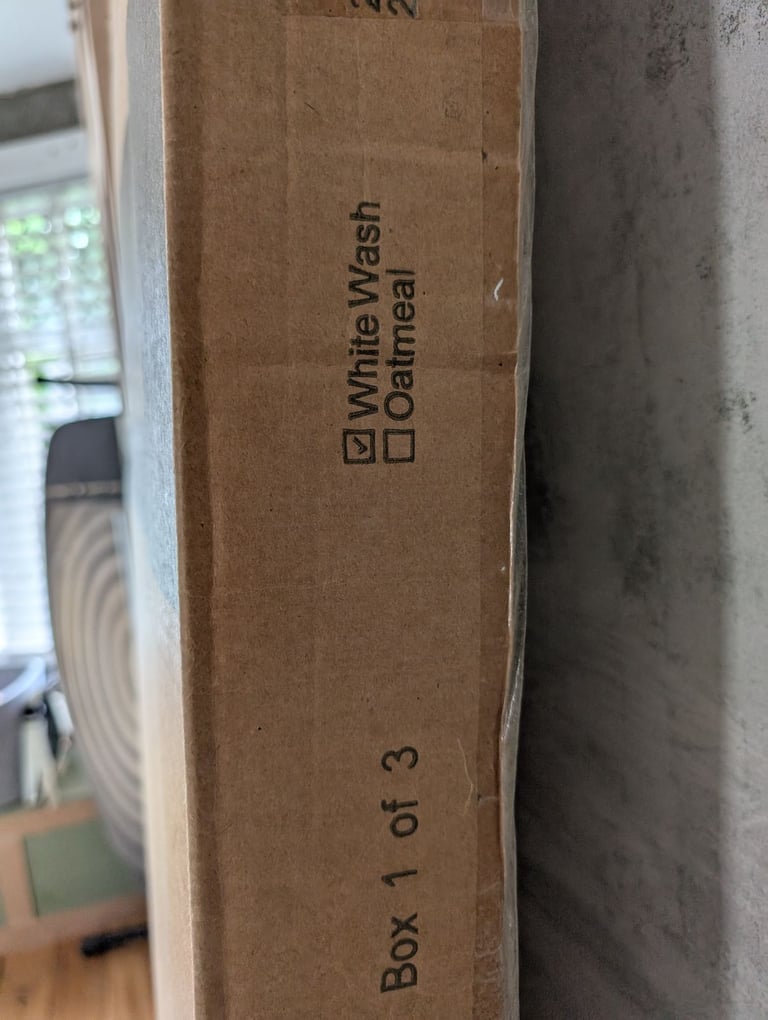 ☑ White Wash
☐ Oatmeal
Box 1 of 3